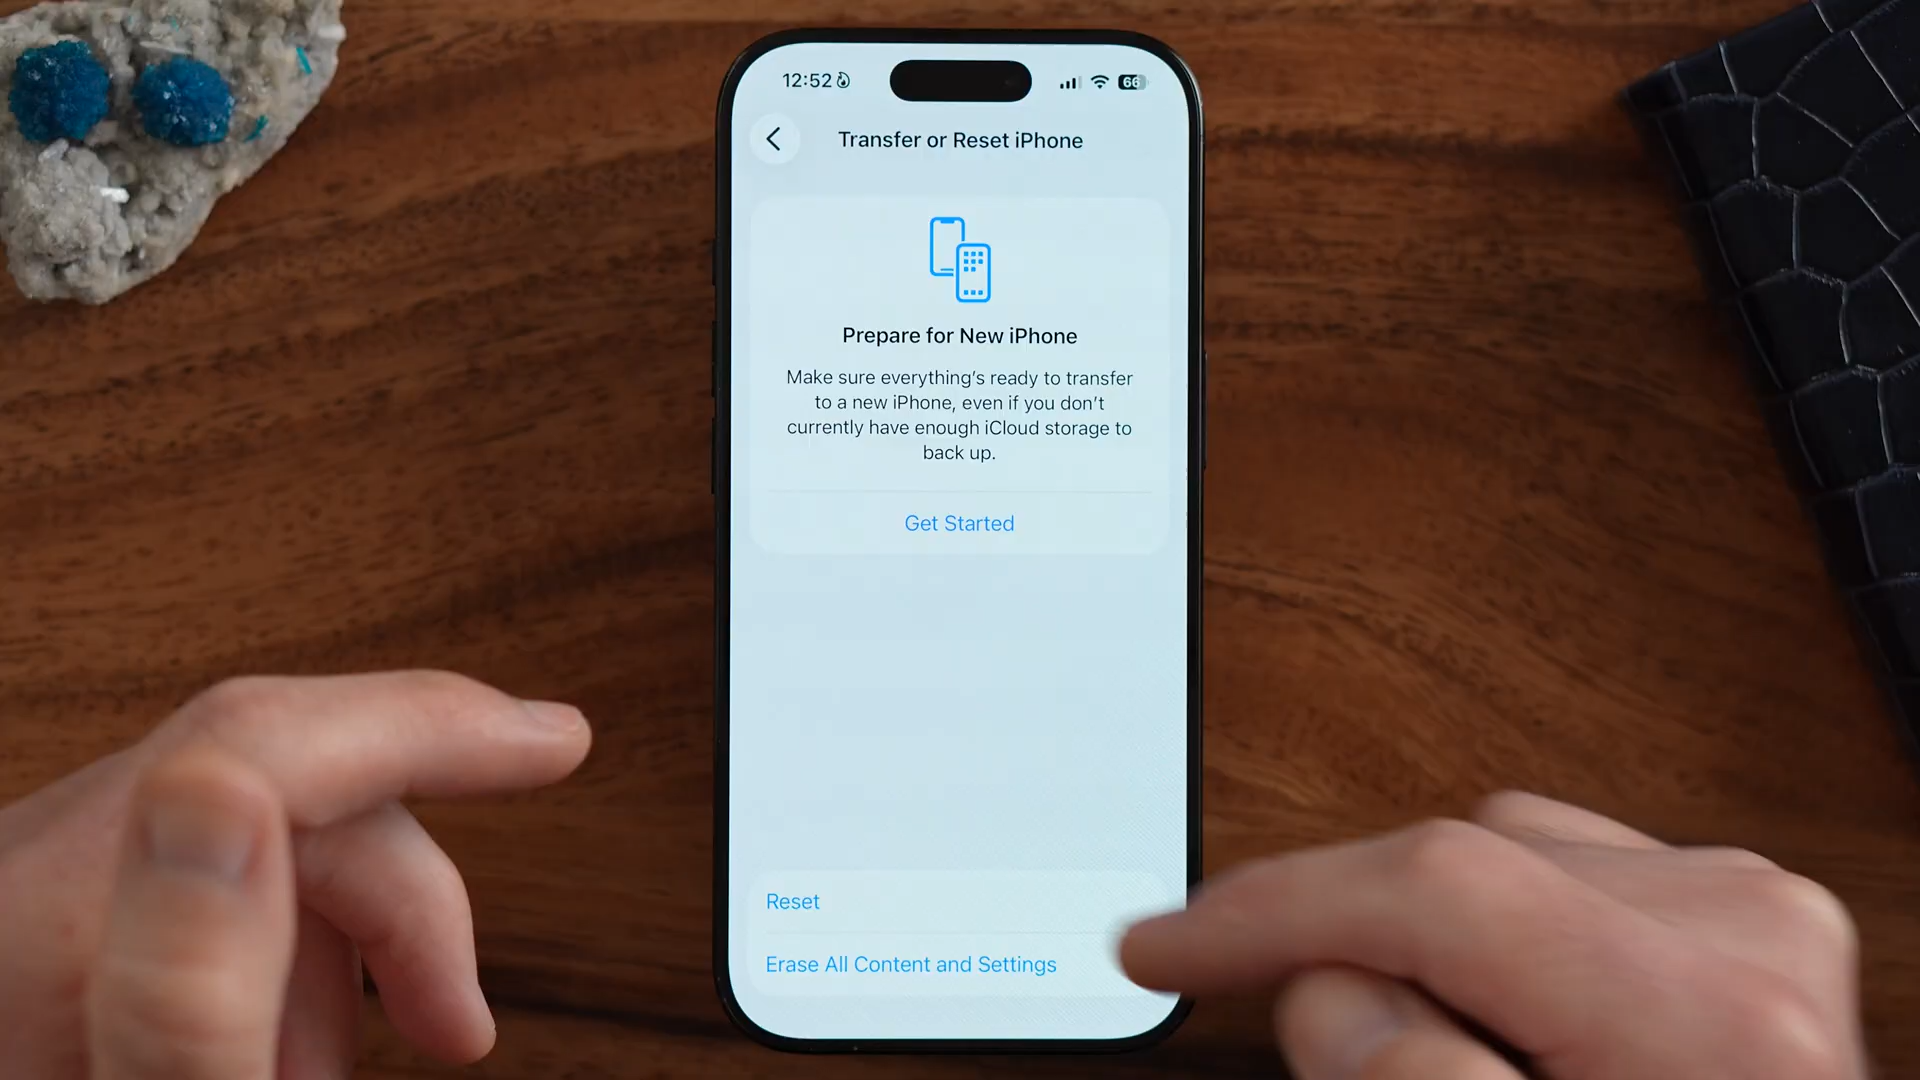 12:52
66
Transfer or Reset iPhone
Prepare for New iPhone
Make sure everything's ready to transfer
to a new iPhone, even if you don't
currently have enough iCloud storage to
back up.
Get Started
Reset
Erase All Content and Settings